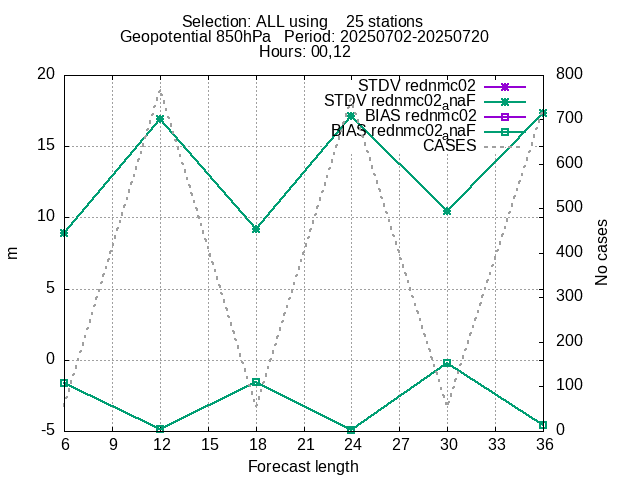 Selection: ALL using 25 stations
Geopotential 850hPa Period: 20250702-20250720
Hours: 00,12
STDV rednmc02
STDV rednmc02anaF
BIAS rednmc02
BIAS rednmc02anaF
CASES
20
15
10
5
0
-5
m
800
700
600
500
400
300
200
100
0
No cases
6 9 12 15 18 21 24 27 30 33 36
Forecast length